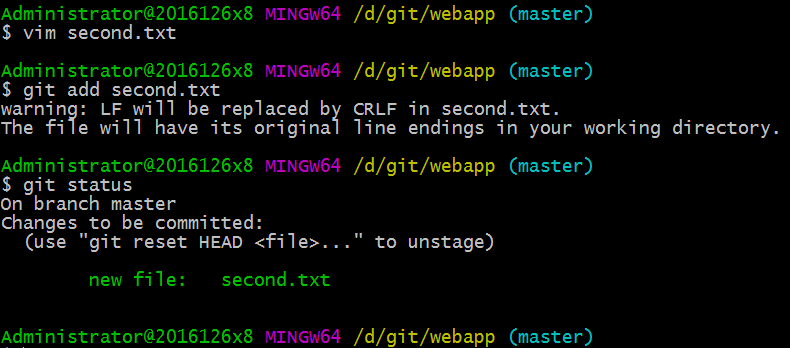 Administrator@2016126x8 MINGW64 /d/git/webapp (master)
$ vim second.txt
Administrator@2016126x8 MINGW64 /d/git/webapp (master)
$ git add second.txt
warning: LF will be replaced by CRLF in second.txt.
The file will have its original line endings in your working directory.
Administrator@2016126x8 MINGW64 /d/git/webapp (master)
$ git status
On branch master
Changes to be committed:
  (use "git reset HEAD <file>..." to unstage)
        new file:   second.txt
Administrator@2016126x8 MINGW64 /d/git/webapp (master)